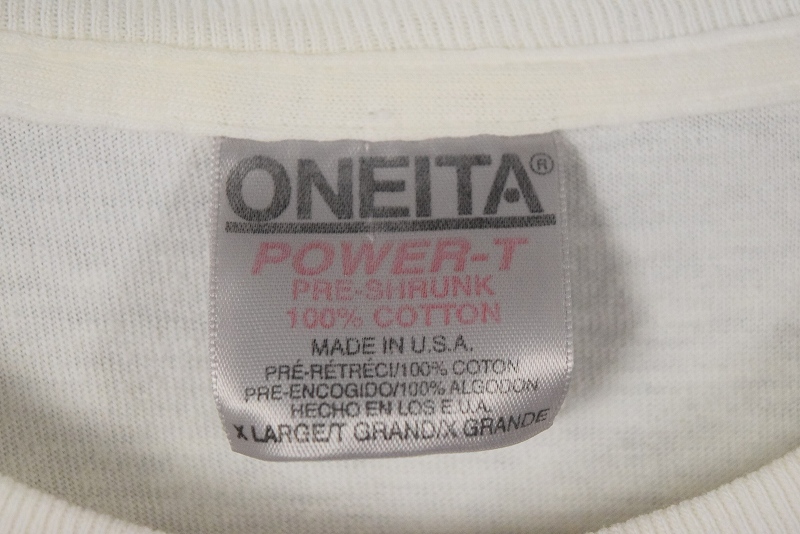 ONEITA®
POWER-T
PRE-SHRUNK
100% COTTON
MADE IN U.S.A.
PRÉ-RÉTRÉCI/100% COTON
PRE-ENCOGIDO/100% ALGODON
HECHO EN LOS E.U.A.
X LARGE/T GRAND/X GRANDE